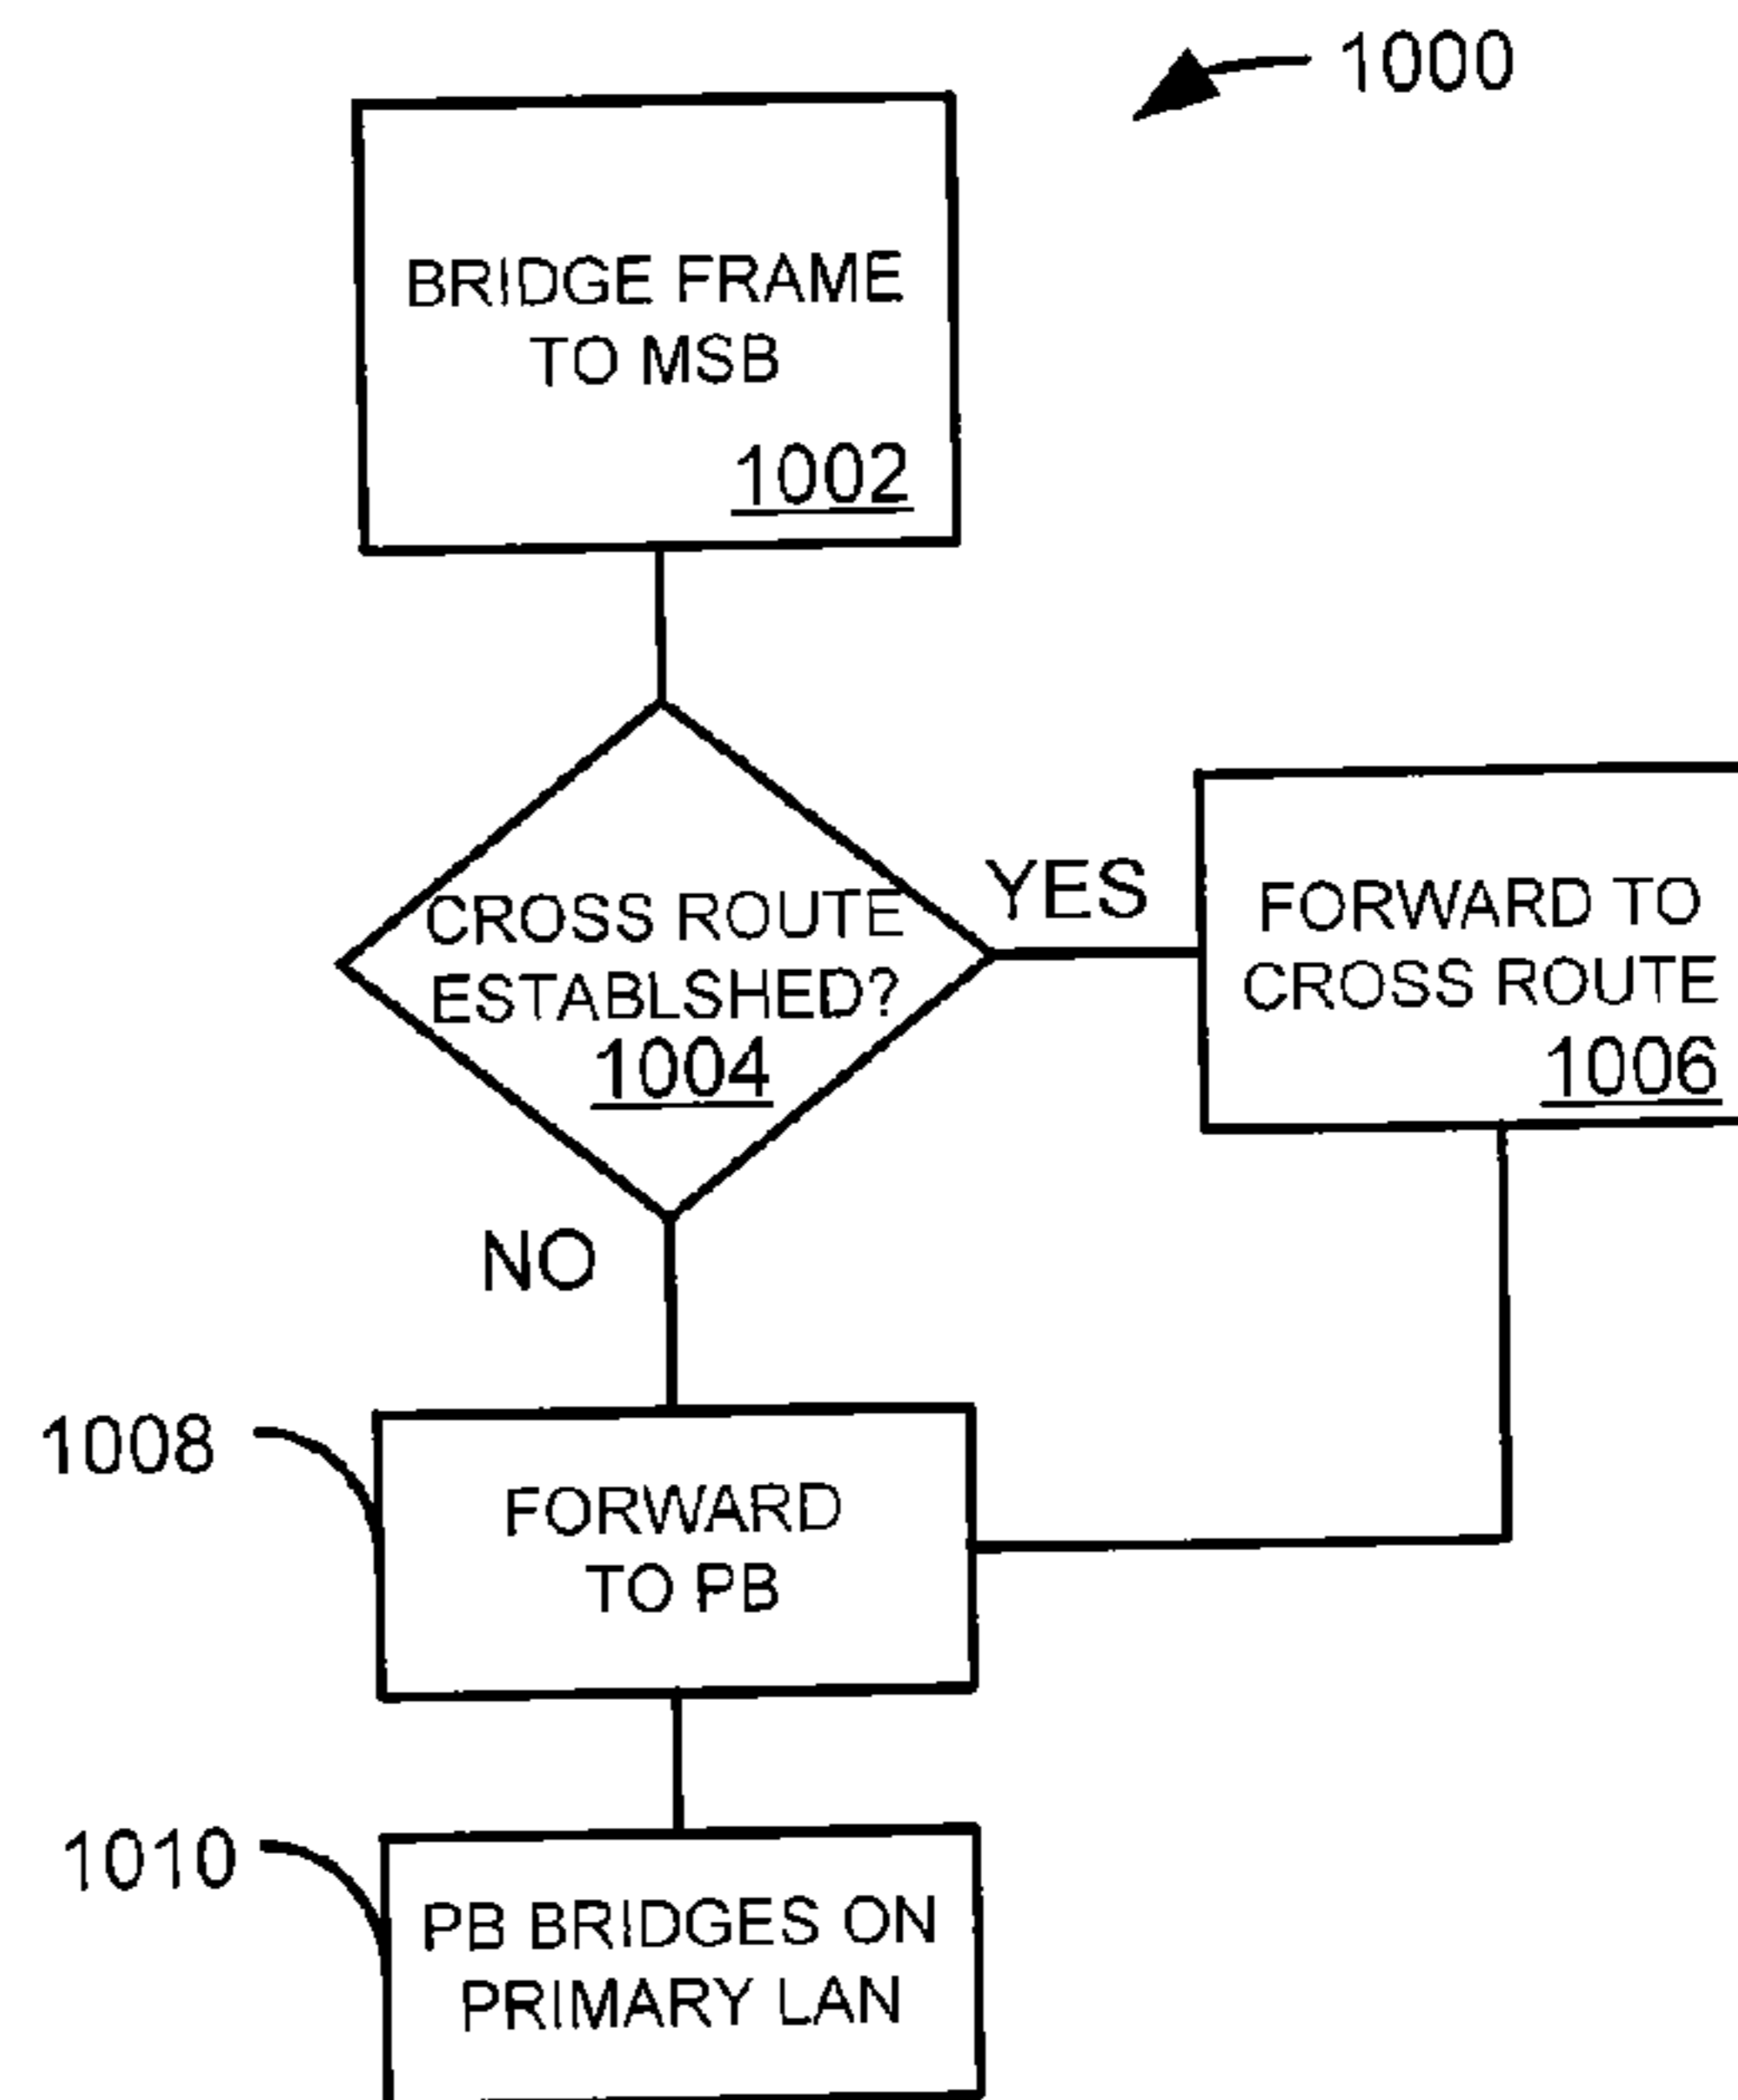 1000
BRIDGE FRAME
TO MSB
1002
CROSS ROUTE
ESTABLSHED?
1004
YES
FORWARD TO
CROSS ROUTE
1006
NO
1008
FORWARD
TO PB
1010
PB BRIDGES ON
PRIMARY LAN